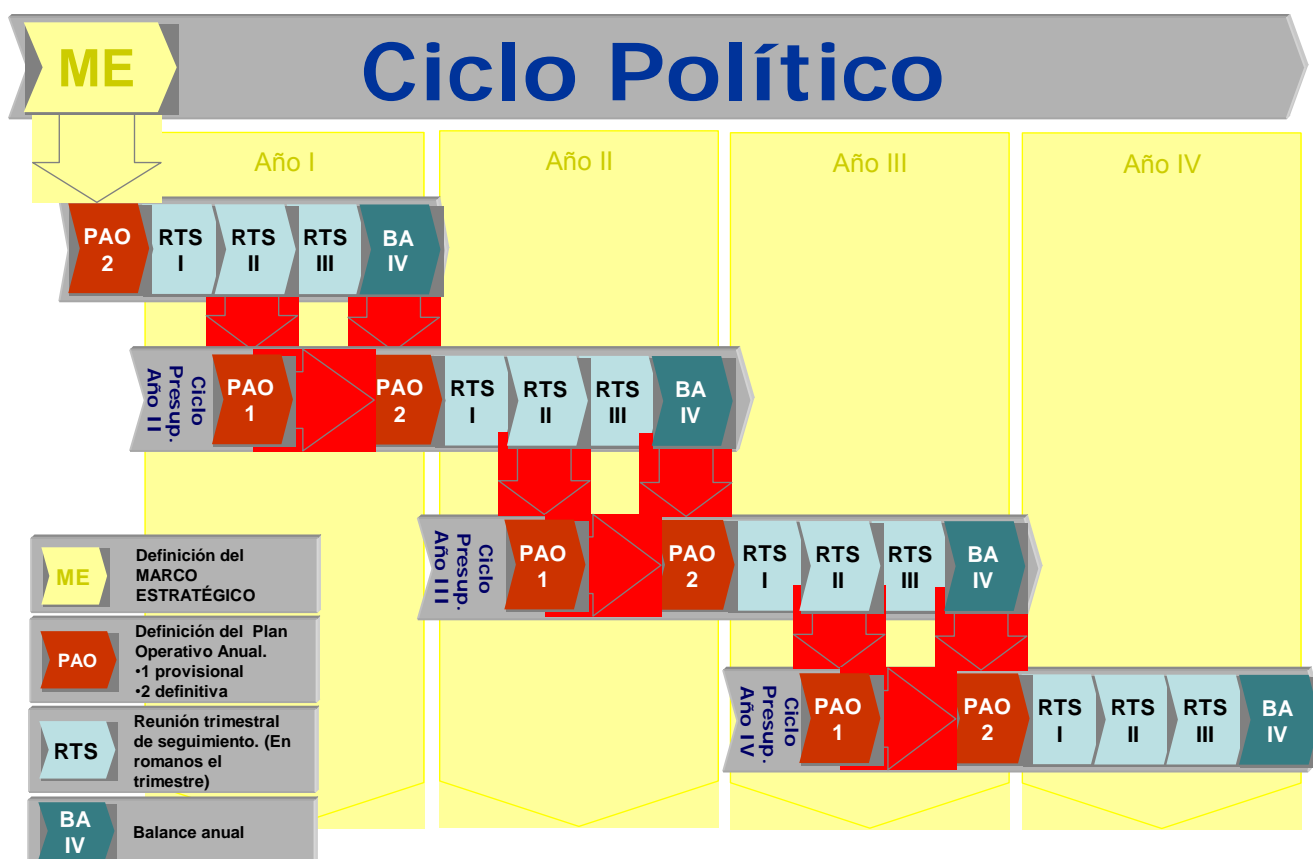 ME
Ciclo Político
Año I
Año II
Año III
Año IV
PAO
2
RTS
I
RTS
II
RTS
III
BA
IV
Ciclo
Presup.
Año II
PAO
1
PAO
2
RTS
I
RTS
II
RTS
III
BA
IV
Ciclo
Presup.
Año III
PAO
1
PAO
2
RTS
I
RTS
II
RTS
III
BA
IV
Ciclo
Presup.
Año IV
PAO
1
PAO
2
RTS
I
RTS
II
RTS
III
BA
IV
ME
Definición del
MARCO
ESTRATÉGICO
PAO
Definición del Plan
Operativo Anual.
•1 provisional
•2 definitiva
RTS
Reunión trimestral
de seguimiento. (En
romanos el
trimestre)
BA
IV
Balance anual